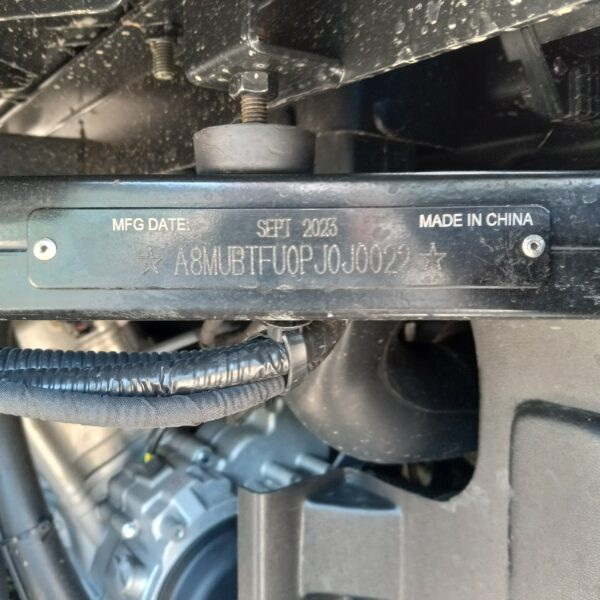 MFG DATE: SEPT 2023 MADE IN CHINA
☆ A8MUBTFU0PJ0J0022 ☆